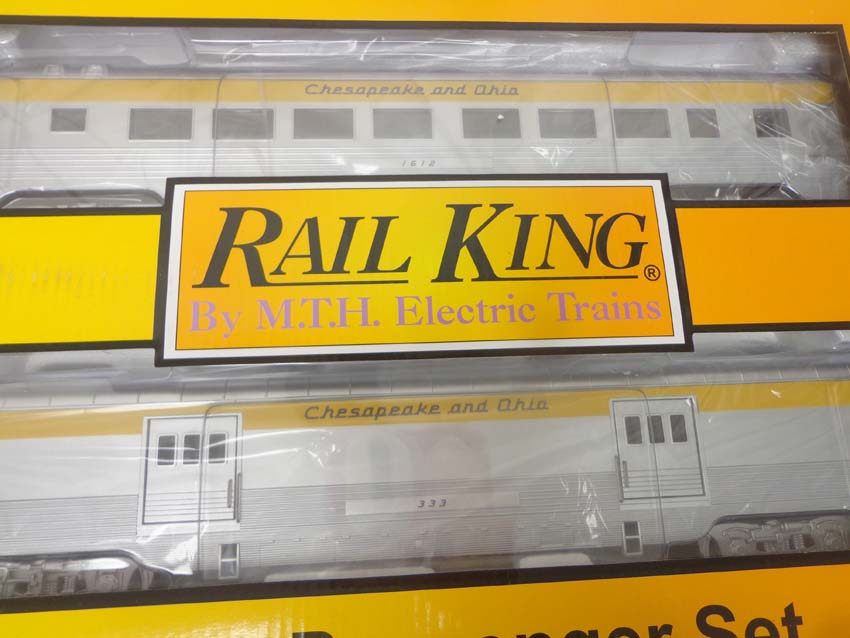 Chesapeake and Ohio
1612
RAIL KING®
By M.T.H. Electric Trains
Chesapeake and Ohio
333
Passenger Set